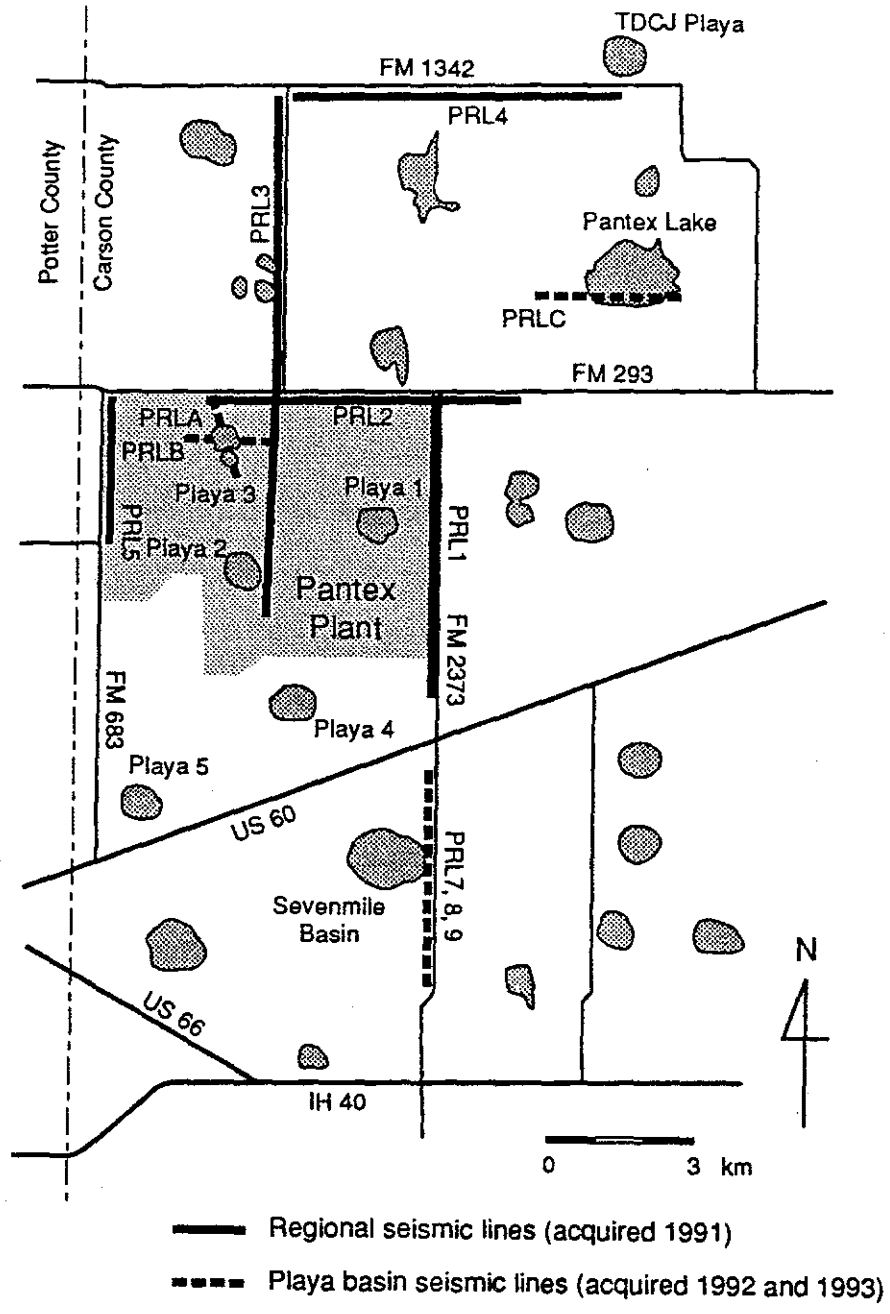 TDCJ Playa
FM 1342
PRL4
Potter County
Carson County
PRL3
Pantex Lake
PRLC
FM 293
PRLA
PRL2
PRLB
Playa 3
Playa 1
PRL5
Playa 2
PRL1
Pantex
Plant
FM 2373
FM 683
Playa 4
Playa 5
US 60
PRL7, 8, 9
Sevenmile
Basin
N
US 66
IH 40
0 3 km
Regional seismic lines (acquired 1991)
Playa basin seismic lines (acquired 1992 and 1993)